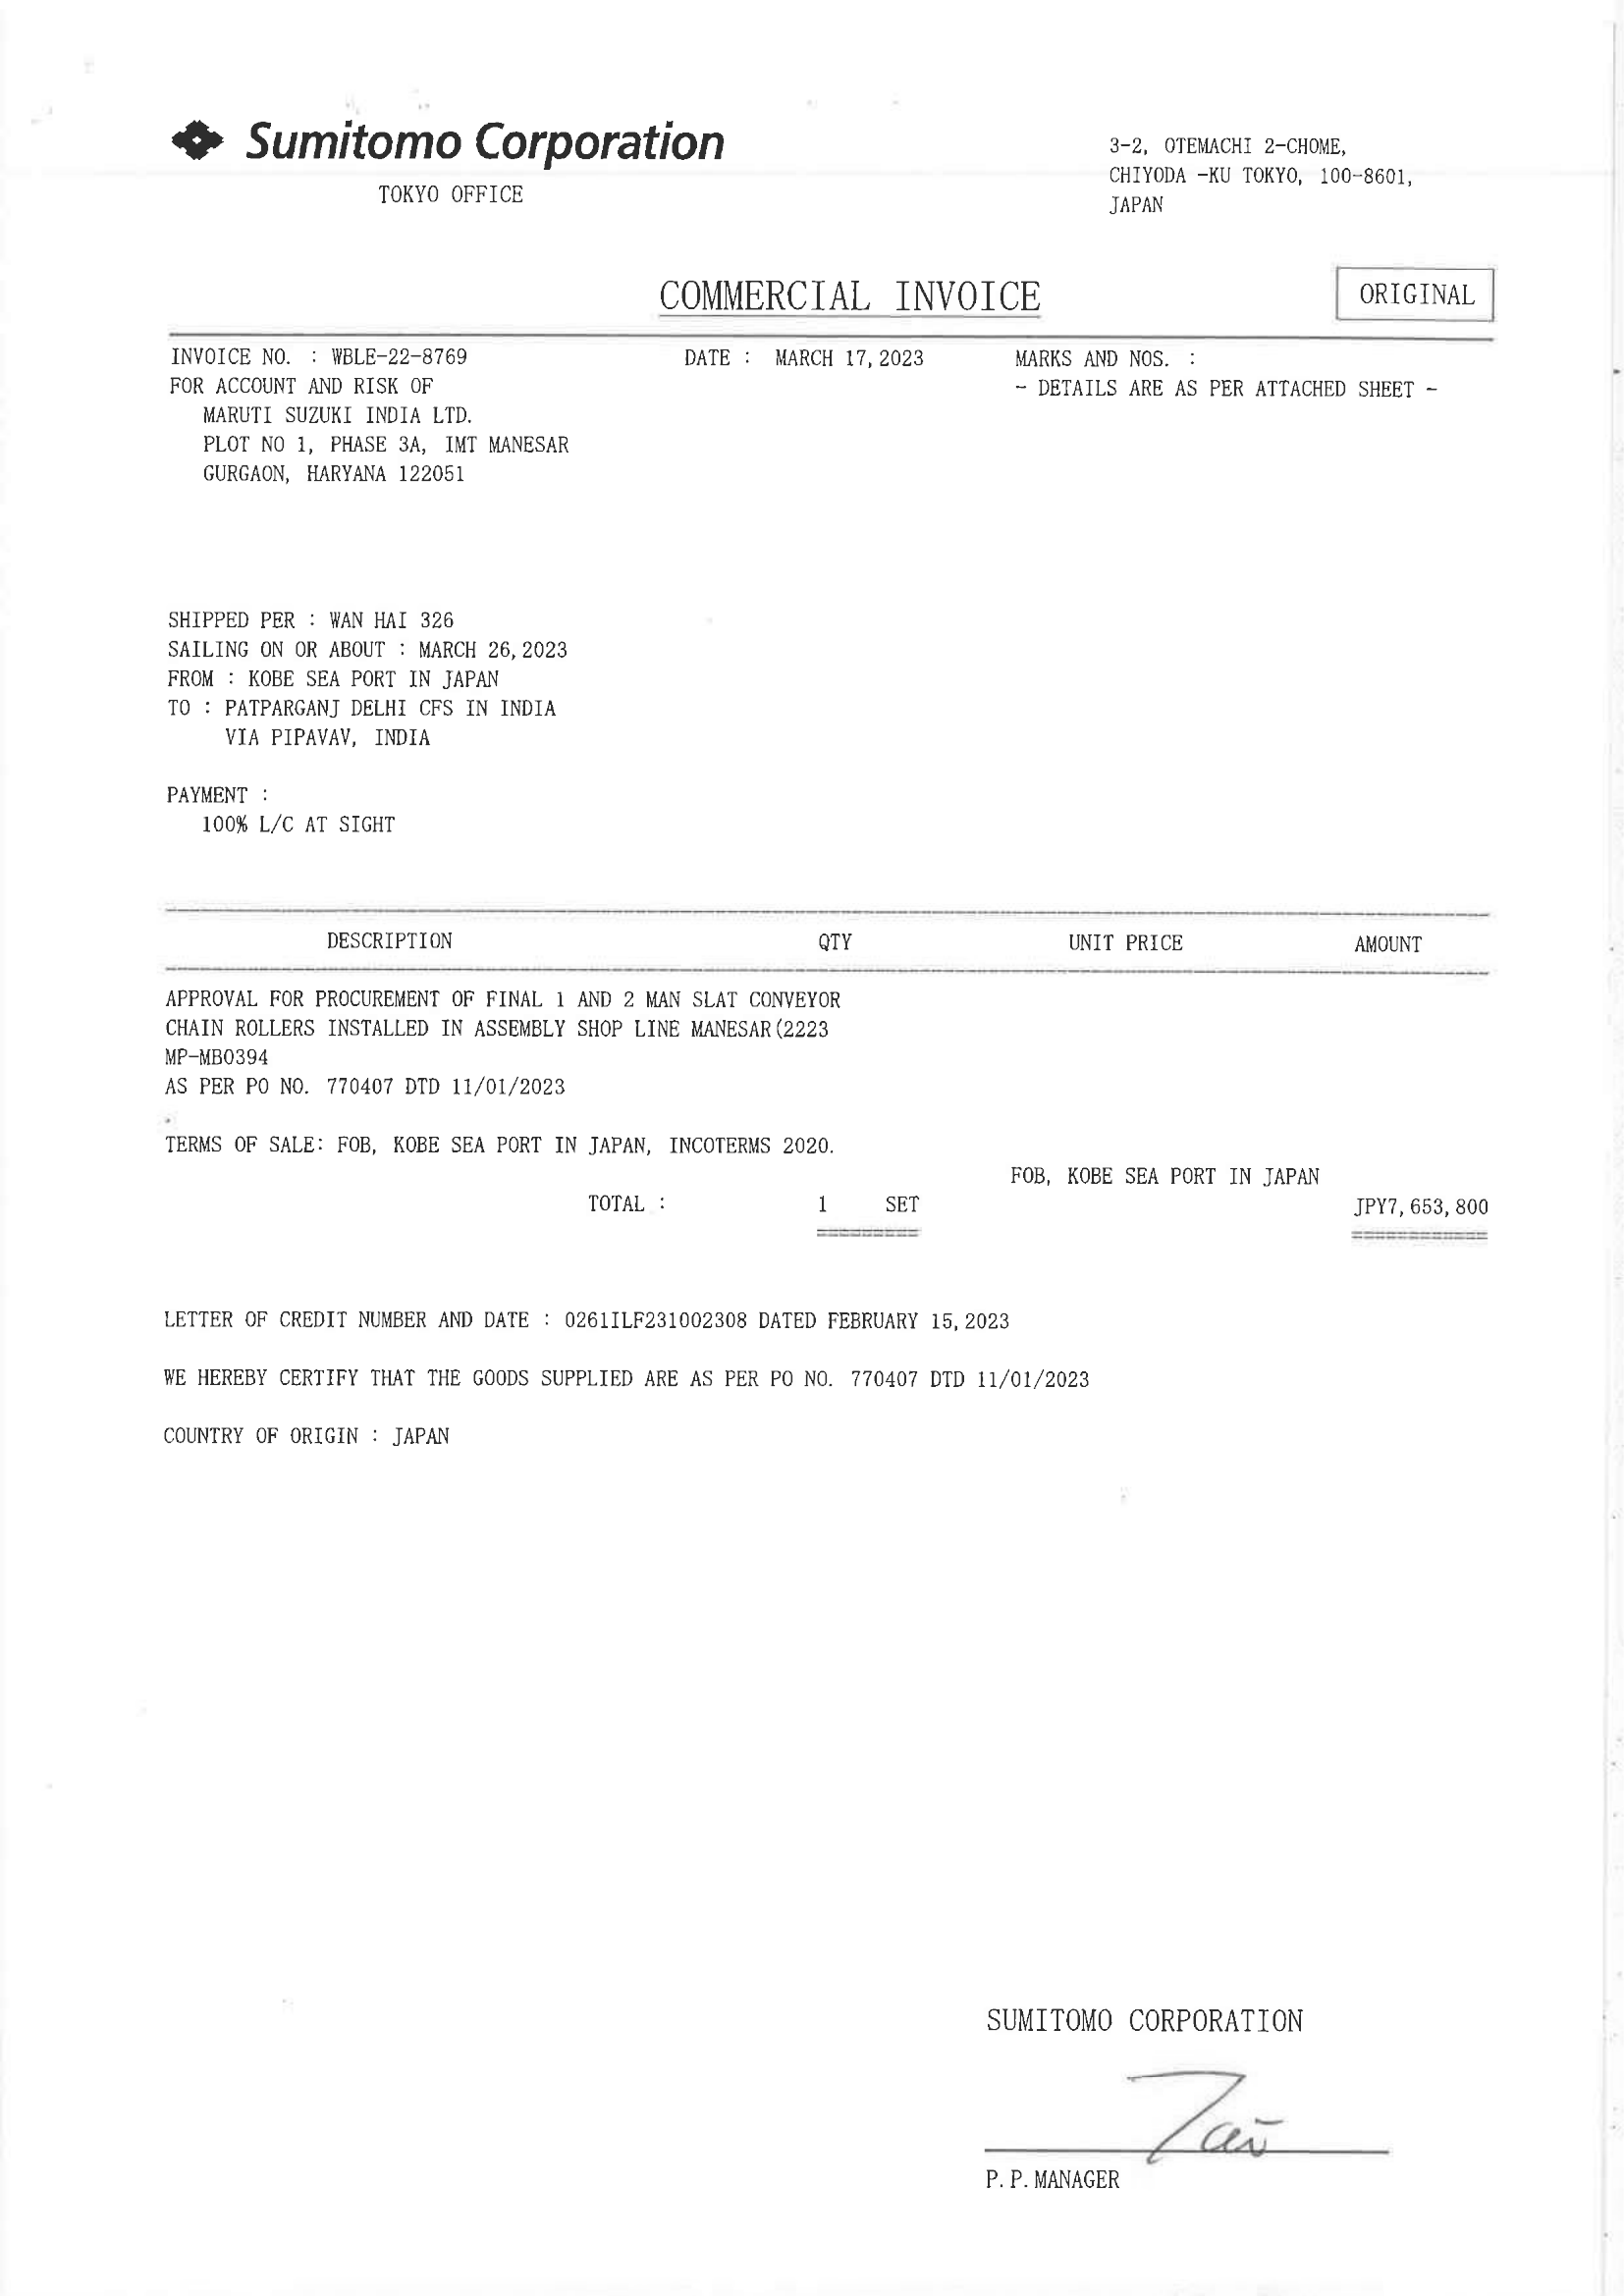 Sumitomo Corporation
TOKYO OFFICE
3-2, OTEMACHI 2-CHOME,
CHIYODA -KU TOKYO, 100-8601,
JAPAN
COMMERCIAL INVOICE
ORIGINAL
INVOICE NO. : WBLE-22-8769
DATE : MARCH 17, 2023
MARKS AND NOS. :
FOR ACCOUNT AND RISK OF
- DETAILS ARE AS PER ATTACHED SHEET -
MARUTI SUZUKI INDIA LTD.
PLOT NO 1, PHASE 3A, IMT MANESAR
GURGAON, HARYANA 122051
SHIPPED PER : WAN HAI 326
SAILING ON OR ABOUT : MARCH 26, 2023
FROM : KOBE SEA PORT IN JAPAN
TO : PATPARGANJ DELHI CFS IN INDIA
VIA PIPAVAV, INDIA
PAYMENT :
100% L/C AT SIGHT
DESCRIPTION QTY UNIT PRICE AMOUNT
APPROVAL FOR PROCUREMENT OF FINAL 1 AND 2 MAN SLAT CONVEYOR
CHAIN ROLLERS INSTALLED IN ASSEMBLY SHOP LINE MANESAR(2223
MP-MB0394
AS PER PO NO. 770407 DTD 11/01/2023
TERMS OF SALE: FOB, KOBE SEA PORT IN JAPAN, INCOTERMS 2020.
FOB, KOBE SEA PORT IN JAPAN
TOTAL : 1 SET JPY7,653,800
LETTER OF CREDIT NUMBER AND DATE : 0261ILF231002308 DATED FEBRUARY 15, 2023
WE HEREBY CERTIFY THAT THE GOODS SUPPLIED ARE AS PER PO NO. 770407 DTD 11/01/2023
COUNTRY OF ORIGIN : JAPAN
SUMITOMO CORPORATION
P. P. MANAGER